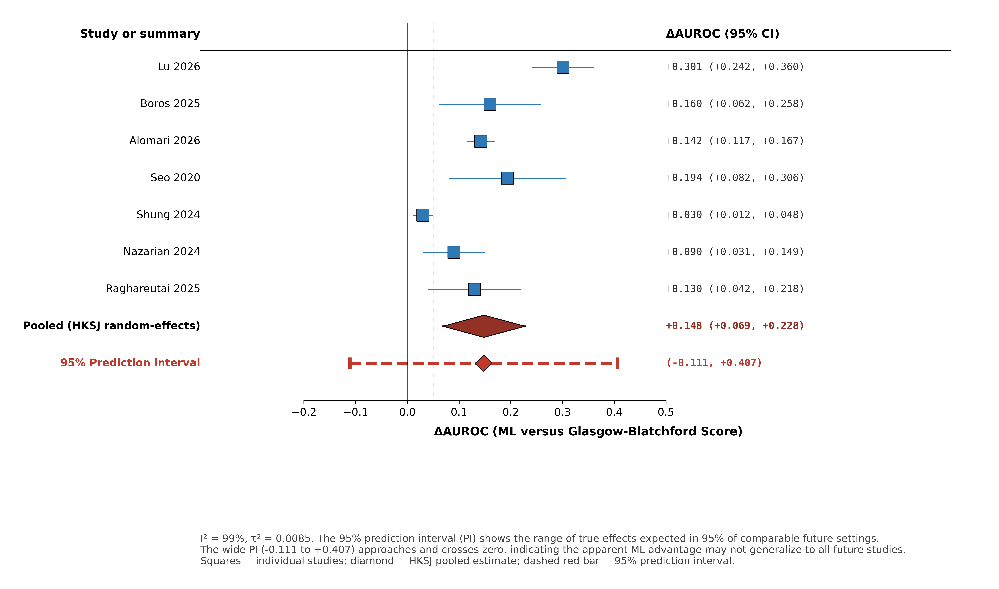 Study or summary ΔAUROC (95% CI)
Lu 2026 +0.301 (+0.242, +0.360)
Boros 2025 +0.160 (+0.062, +0.258)
Alomari 2026 +0.142 (+0.117, +0.167)
Seo 2020 +0.194 (+0.082, +0.306)
Shung 2024 +0.030 (+0.012, +0.048)
Nazarian 2024 +0.090 (+0.031, +0.149)
Raghareutai 2025 +0.130 (+0.042, +0.218)
Pooled (HKSJ random-effects) +0.148 (+0.069, +0.228)
95% Prediction interval (-0.111, +0.407)
−0.2 −0.1 0.0 0.1 0.2 0.3 0.4 0.5
ΔAUROC (ML versus Glasgow-Blatchford Score)
I² = 99%, τ² = 0.0085. The 95% prediction interval (PI) shows the range of true effects expected in 95% of comparable future settings.
The wide PI (-0.111 to +0.407) approaches and crosses zero, indicating the apparent ML advantage may not generalize to all future studies.
Squares = individual studies; diamond = HKSJ pooled estimate; dashed red bar = 95% prediction interval.